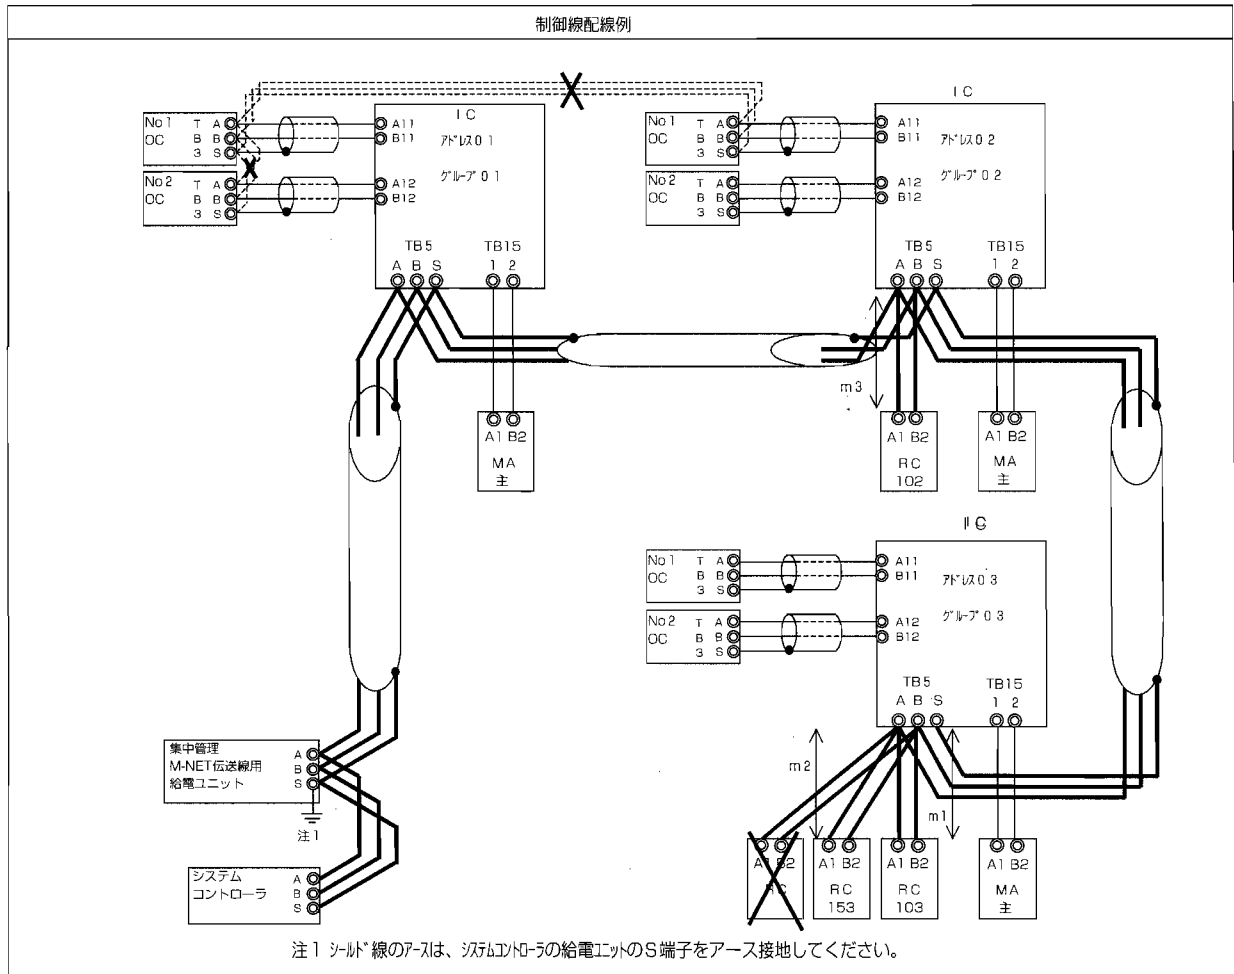 制御線配線例
No1 T A
OC B B
3 S
A11
B11
IC
アドレス01
グループ01
No2 T A
OC B B
3 S
A12
B12
TB5 TB15
A B S 1 2
A1 B2
MA
主
No1 T A
OC B B
3 S
A11
B11
IC
アドレス02
グループ02
No2 T A
OC B B
3 S
A12
B12
TB5 TB15
A B S 1 2
m3
A1 B2
RC
102
A1 B2
MA
主
IC
No1 T A
OC B B
3 S
A11
B11
アドレス03
グループ03
No2 T A
OC B B
3 S
A12
B12
TB5 TB15
A B S 1 2
m2
m1
A1 B2
RC
A1 B2
RC
153
A1 B2
RC
103
A1 B2
MA
主
集中管理
M-NET伝送線用
給電ユニット
A
B
S
注1
システム
コントローラ
A
B
S
注1 シールド線のアースは、システムコントローラの給電ユニットのS端子をアース接地してください。